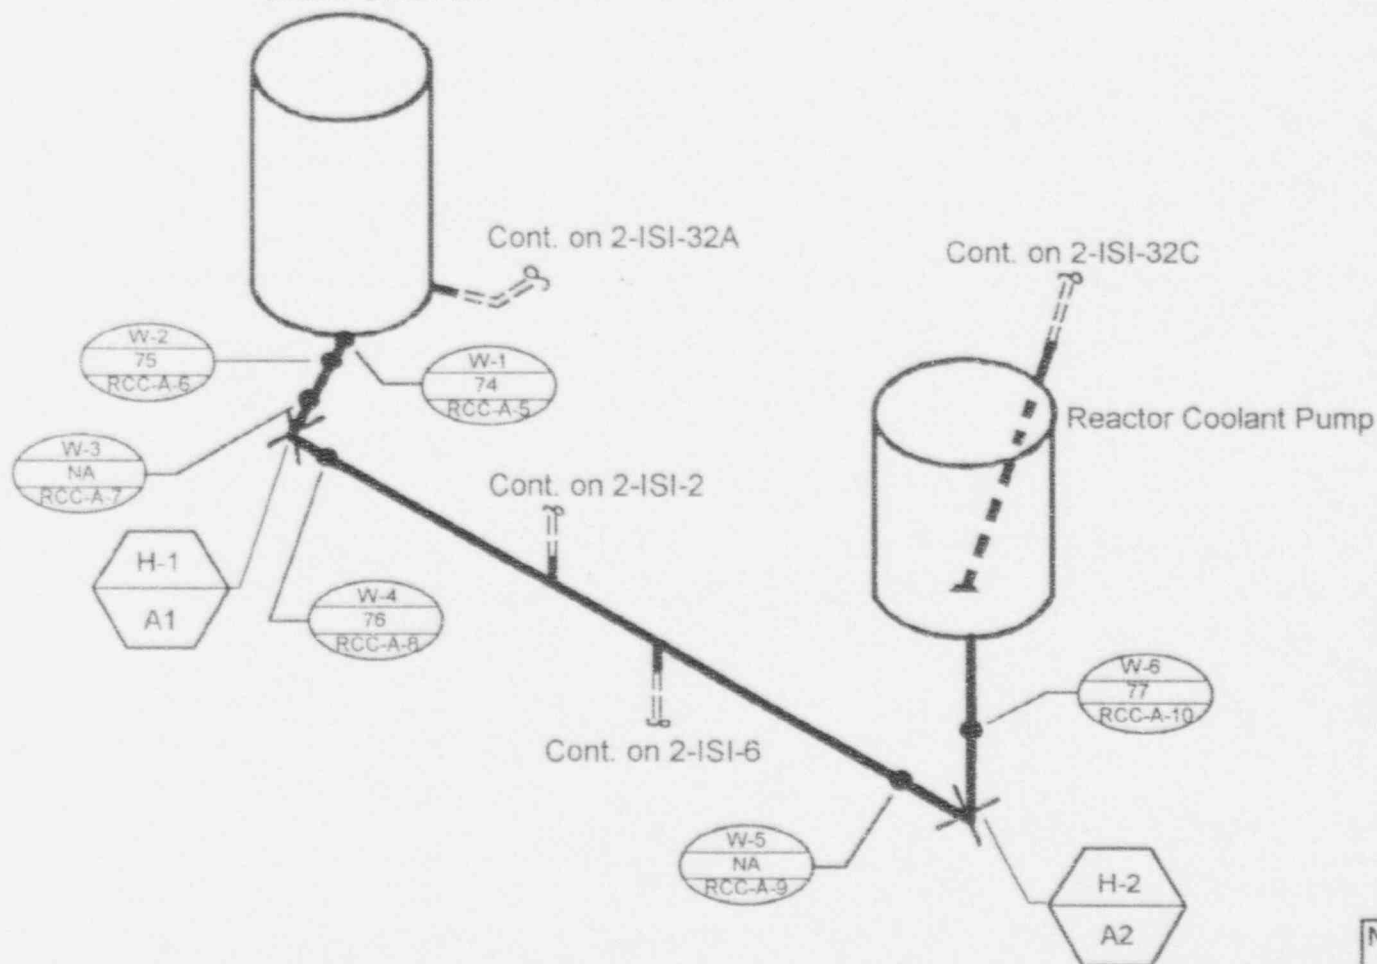 Cont. on 2-ISI-32A
Cont. on 2-ISI-32C
W-2
75
RCC-A-6
W-1
74
RCC-A-5
Reactor Coolant Pump
W-3
NA
RCC-A-7
Cont. on 2-ISI-2
H-1
A1
W-4
76
RCC-A-8
W-6
77
RCC-A-10
Cont. on 2-ISI-6
W-5
NA
RCC-A-9
H-2
A2